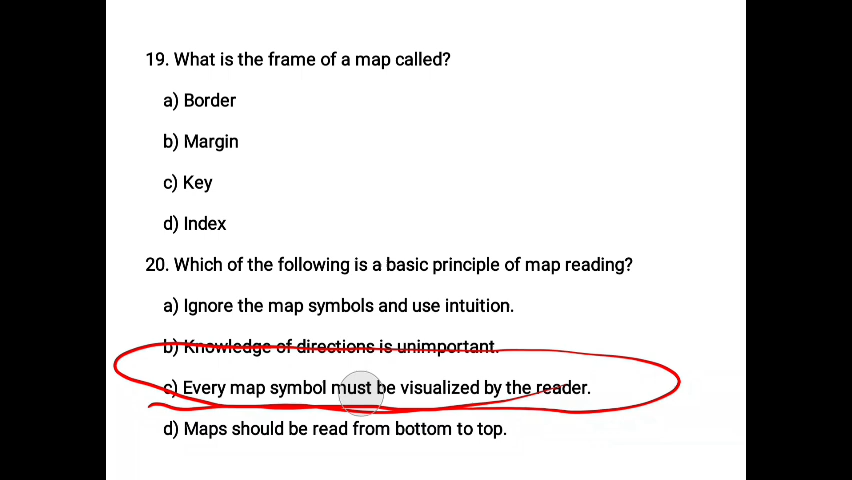 19. What is the frame of a map called?
a) Border
b) Margin
c) Key
d) Index
20. Which of the following is a basic principle of map reading?
a) Ignore the map symbols and use intuition.
b) Knowledge of directions is unimportant.
c) Every map symbol must be visualized by the reader.
d) Maps should be read from bottom to top.